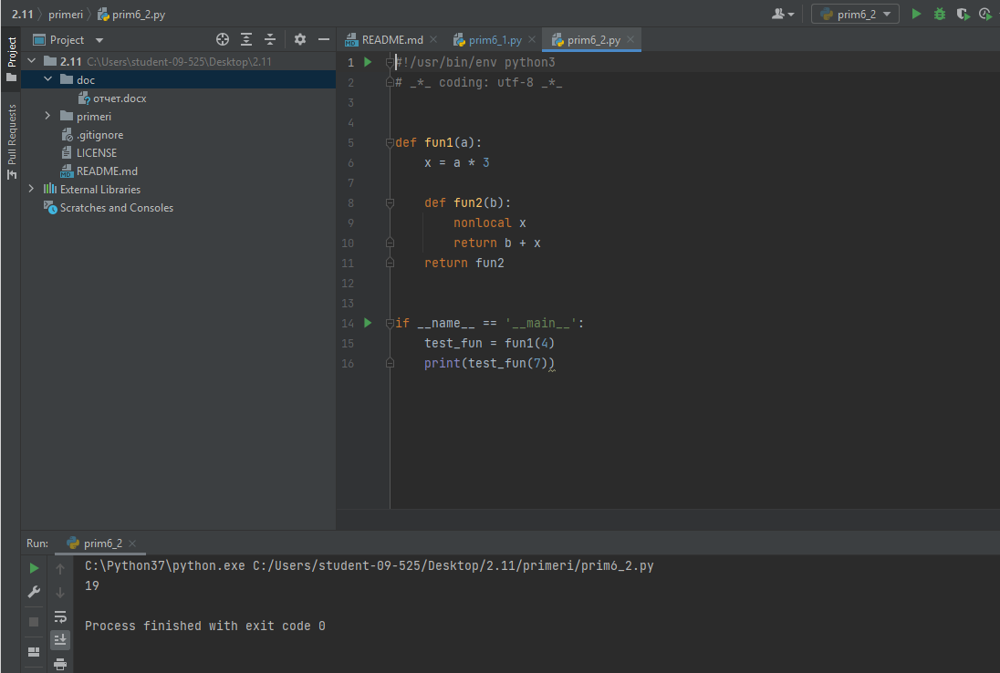 2.11 primeri prim6_2.py
prim6_2
Project
Pull Requests
Project
2.11 C:\Users\student-09-525\Desktop\2.11
doc
отчет.docx
primeri
.gitignore
LICENSE
README.md
External Libraries
Scratches and Consoles
README.md prim6_1.py prim6_2.py
1 #!/usr/bin/env python3
2 # _*_ coding: utf-8 _*_
3
4
5 def fun1(a):
6 x = a * 3
7
8 def fun2(b):
9 nonlocal x
10 return b + x
11 return fun2
12
13
14 if __name__ == '__main__':
15 test_fun = fun1(4)
16 print(test_fun(7))
Run: prim6_2
C:\Python37\python.exe C:/Users/student-09-525/Desktop/2.11/primeri/prim6_2.py
19
Process finished with exit code 0